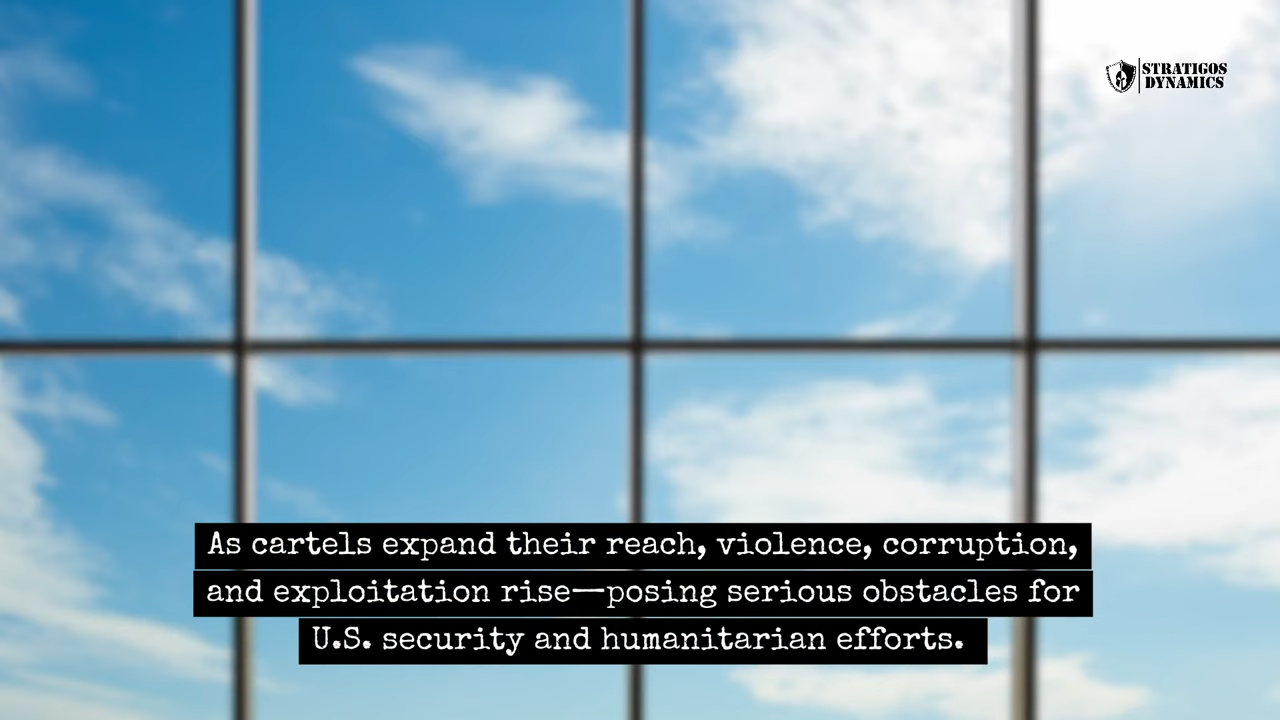 STRATIGOS
DYNAMICS
As cartels expand their reach, violence, corruption,
and exploitation rise—posing serious obstacles for
U.S. security and humanitarian efforts.